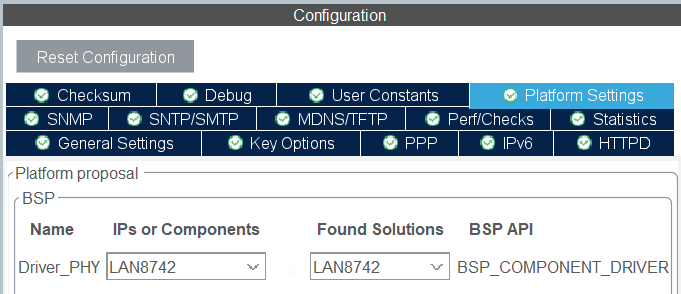 Configuration
Reset Configuration
Checksum Debug User Constants Platform Settings
SNMP SNTP/SMTP MDNS/TFTP Perf/Checks Statistics
General Settings Key Options PPP IPv6 HTTPD
Platform proposal
BSP
Name IPs or Components Found Solutions BSP API
Driver_PHY LAN8742 LAN8742 BSP_COMPONENT_DRIVER